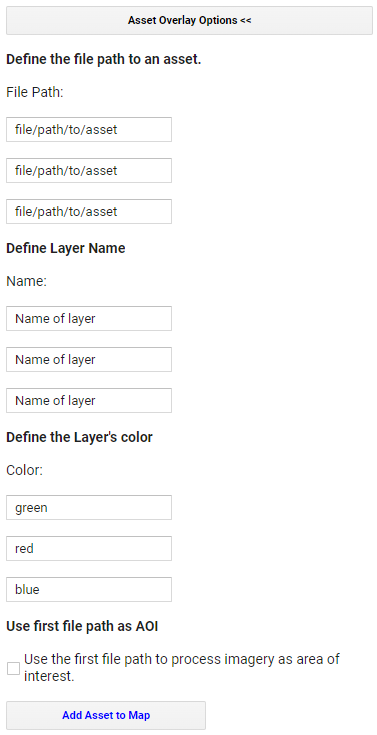 Asset Overlay Options <<
Define the file path to an asset.
File Path:
file/path/to/asset
file/path/to/asset
file/path/to/asset
Define Layer Name
Name:
Name of layer
Name of layer
Name of layer
Define the Layer's color
Color:
green
red
blue
Use first file path as AOI
Use the first file path to process imagery as area of
interest.
Add Asset to Map